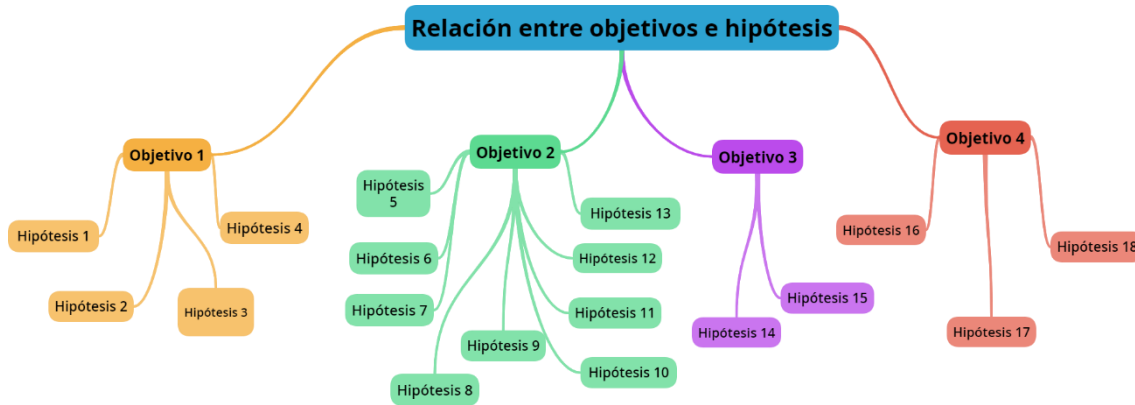 Relación entre objetivos e hipótesis
Objetivo 1
Hipótesis 1
Hipótesis 2
Hipótesis 3
Hipótesis 4
Objetivo 2
Hipótesis
5
Hipótesis 6
Hipótesis 7
Hipótesis 8
Hipótesis 9
Hipótesis 10
Hipótesis 11
Hipótesis 12
Hipótesis 13
Objetivo 3
Hipótesis 14
Hipótesis 15
Objetivo 4
Hipótesis 16
Hipótesis 17
Hipótesis 18